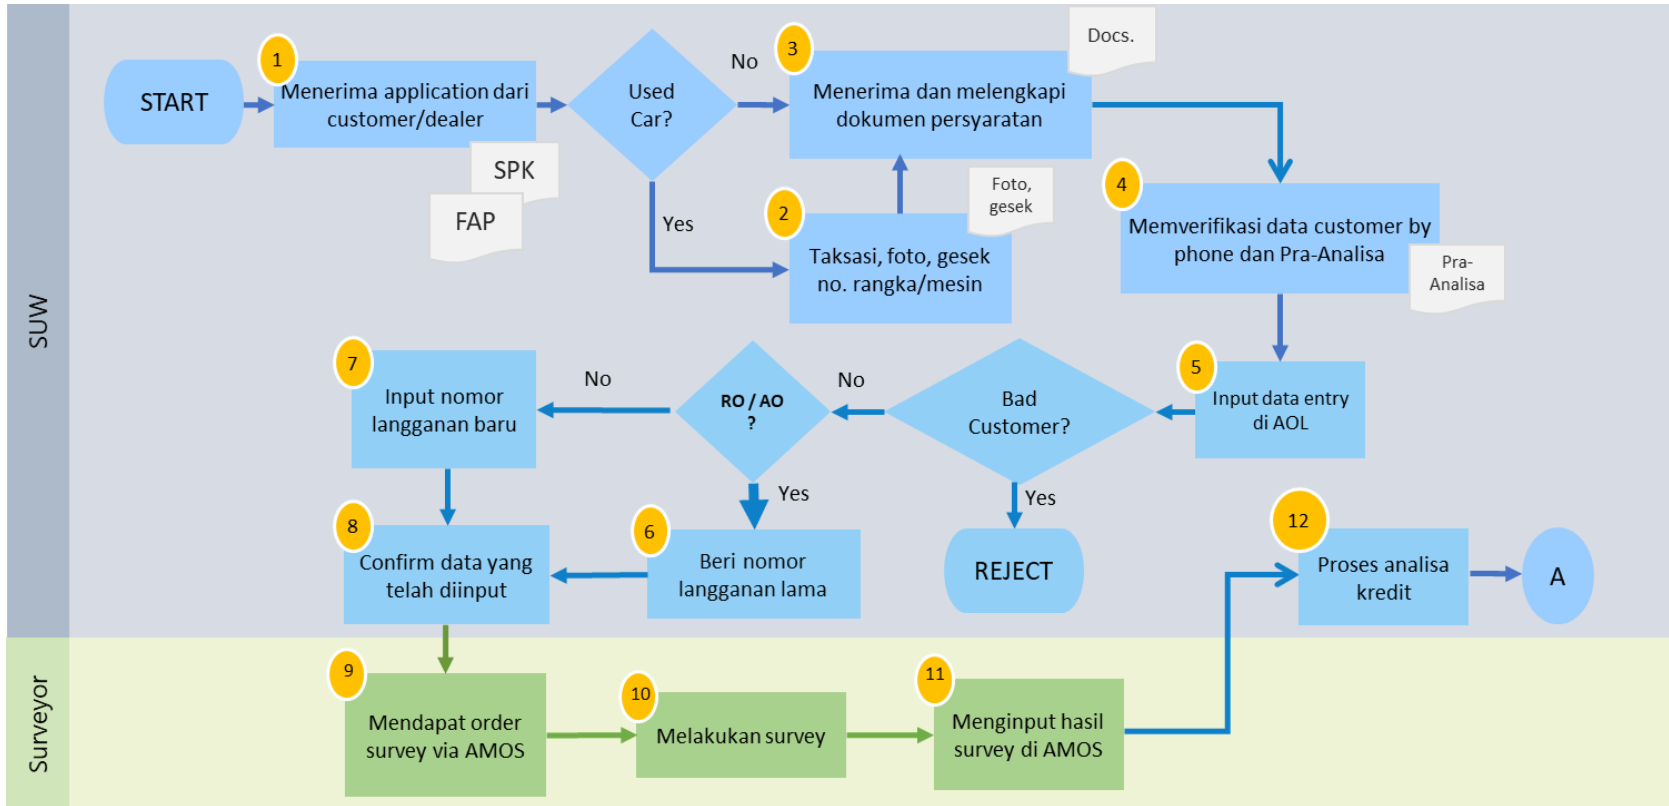 SUW
START
1
Menerima application dari
customer/dealer
SPK
FAP
Used
Car?
No
Yes
2
Taksasi, foto, gesek
no. rangka/mesin
Foto,
gesek
3
Menerima dan melengkapi
dokumen persyaratan
Docs.
4
Memverifikasi data customer by
phone dan Pra-Analisa
Pra-
Analisa
5
Input data entry
di AOL
Bad
Customer?
No
Yes
REJECT
RO / AO
?
No
Yes
6
Beri nomor
langganan lama
7
Input nomor
langganan baru
8
Confirm data yang
telah diinput
Surveyor
9
Mendapat order
survey via AMOS
10
Melakukan survey
11
Menginput hasil
survey di AMOS
12
Proses analisa
kredit
A